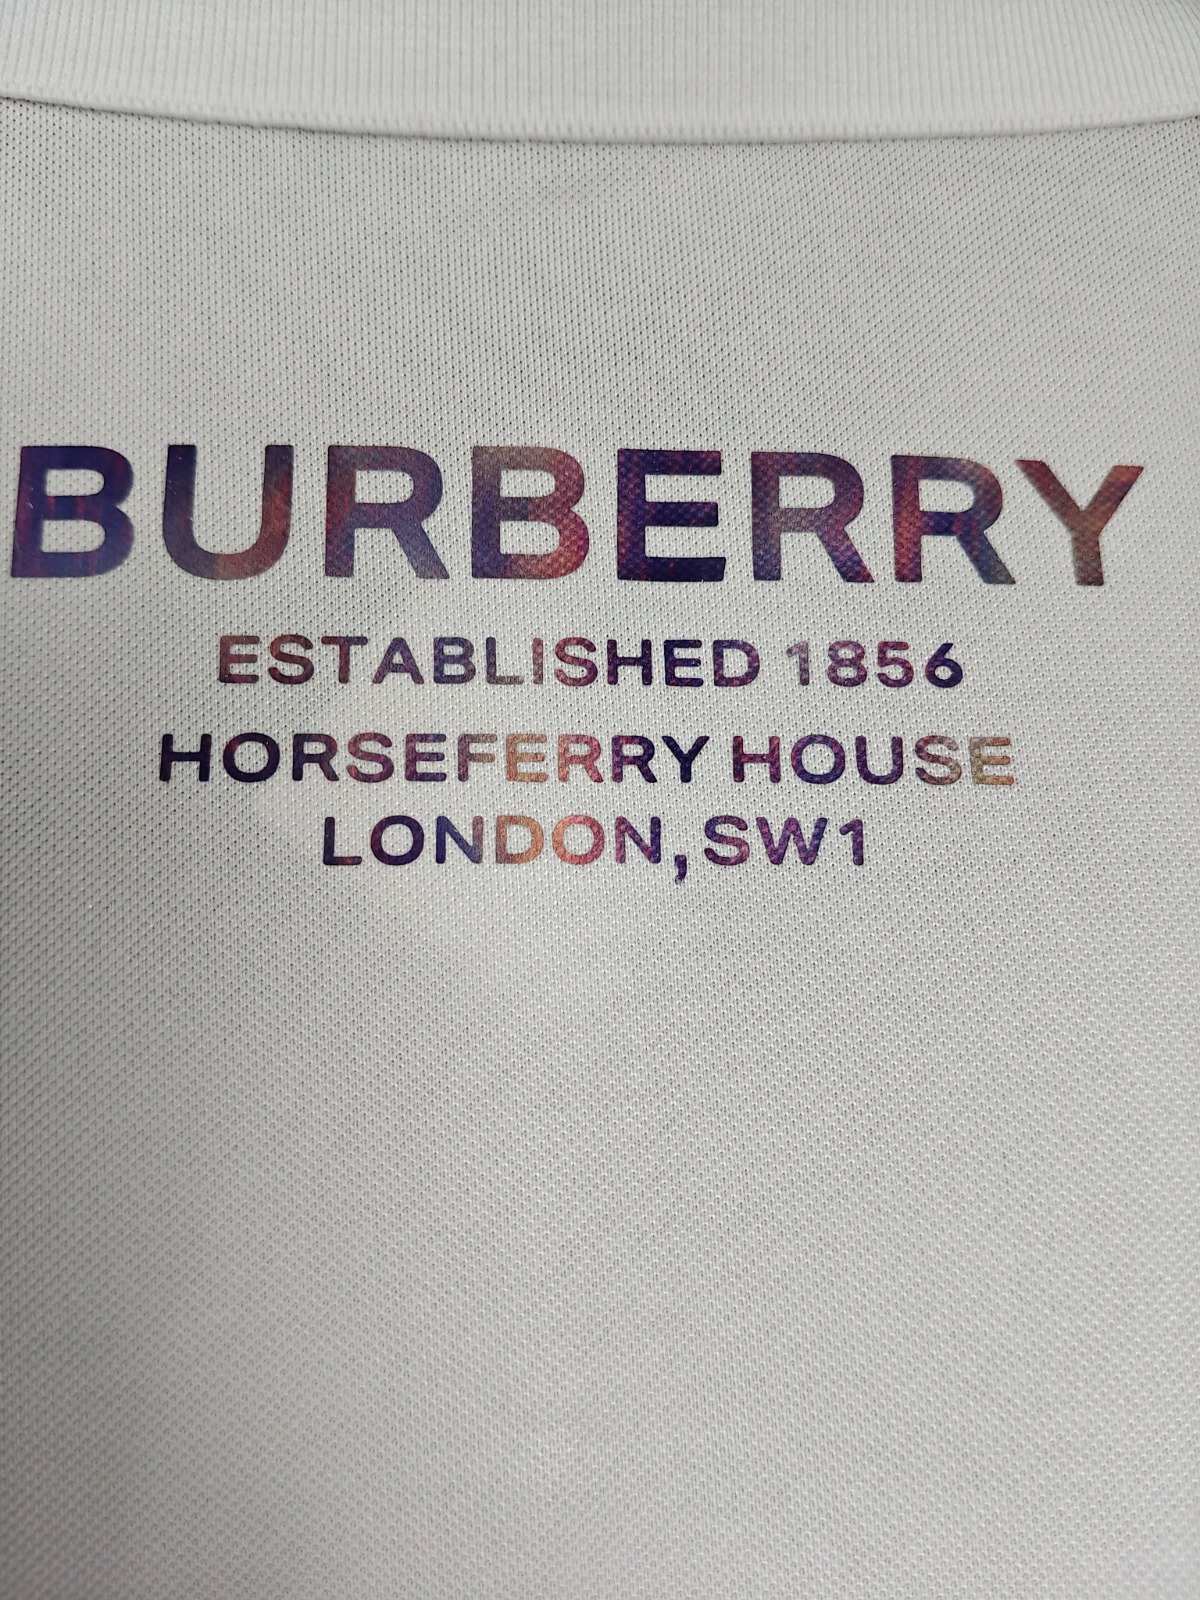 BURBERRY
ESTABLISHED 1856
HORSEFERRY HOUSE
LONDON, SW1